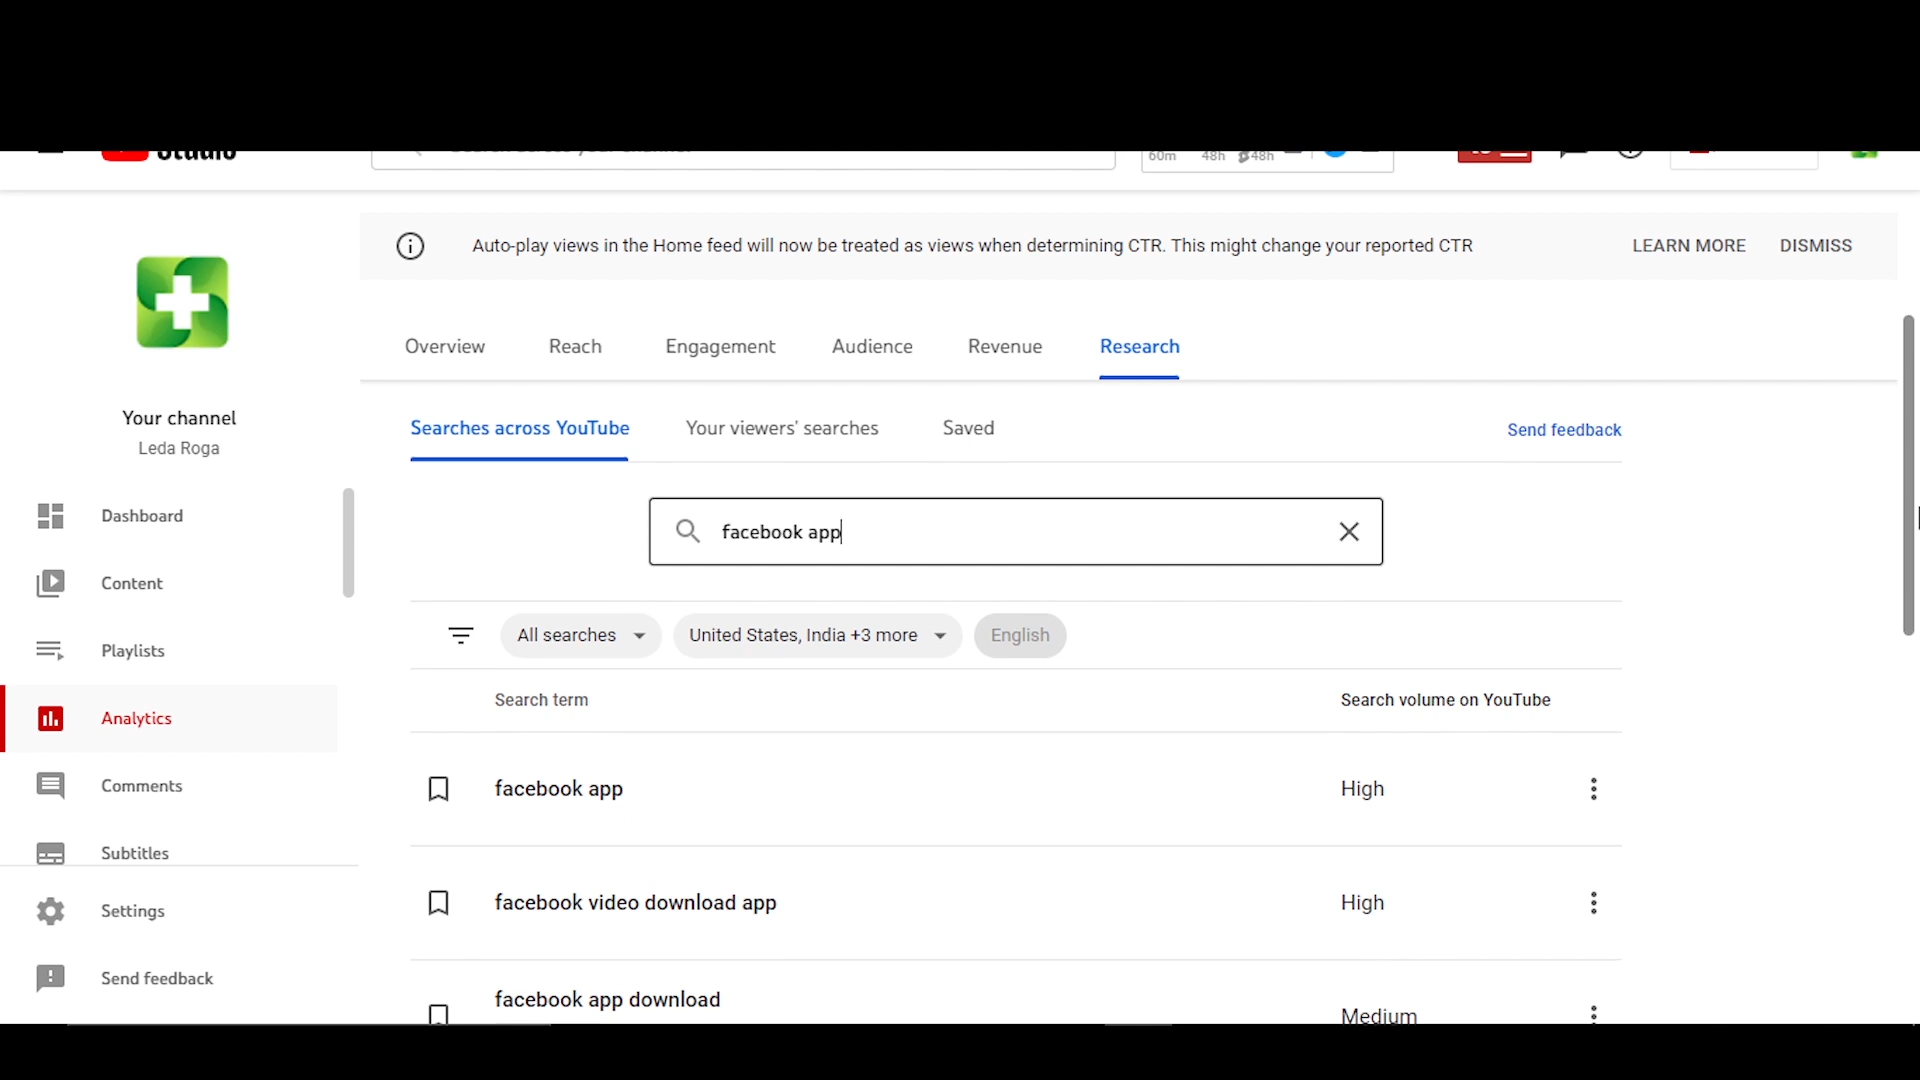 Studio
60m 48h 48h
Auto-play views in the Home feed will now be treated as views when determining CTR. This might change your reported CTR LEARN MORE DISMISS
Overview Reach Engagement Audience Revenue Research
Your channel
Leda Roga
Searches across YouTube Your viewers' searches Saved Send feedback
Dashboard
facebook app
Content
All searches United States, India +3 more English
Playlists
Search term Search volume on YouTube
Analytics
facebook app High
Comments
Subtitles
facebook video download app High
Settings
Send feedback
facebook app download
Medium